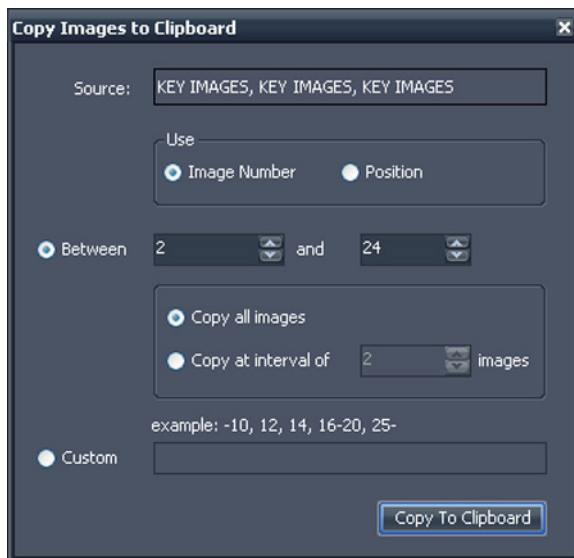 Copy Images to Clipboard
Source: KEY IMAGES, KEY IMAGES, KEY IMAGES
Use
Image Number Position
Between 2 and 24
Copy all images
Copy at interval of 2 images
example: -10, 12, 14, 16-20, 25-
Custom
Copy To Clipboard